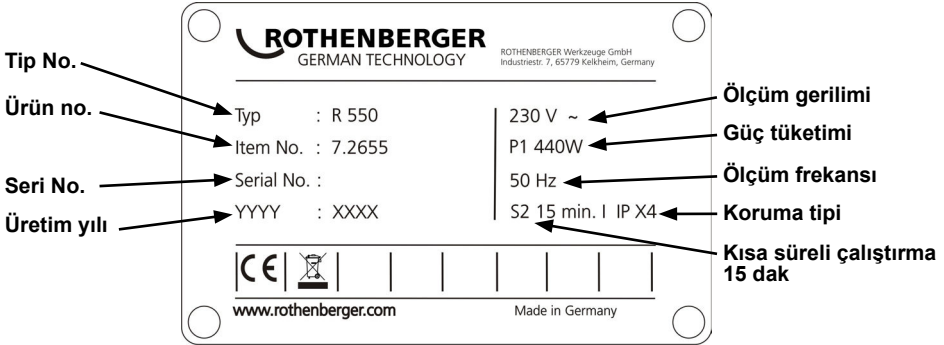 ROTHENBERGER
GERMAN TECHNOLOGY
ROTHENBERGER Werkzeuge GmbH
Industriestr. 7, 65779 Kelkheim, Germany
Tip No.
Ürün no.
Seri No.
Üretim yılı
Typ : R 550
Item No. : 7.2655
Serial No. :
YYYY : XXXX
230 V ~
P1 440W
50 Hz
S2 15 min. I IP X4
Ölçüm gerilimi
Güç tüketimi
Ölçüm frekansı
Koruma tipi
Kısa süreli çalıştırma
15 dak
CE
www.rothenberger.com
Made in Germany